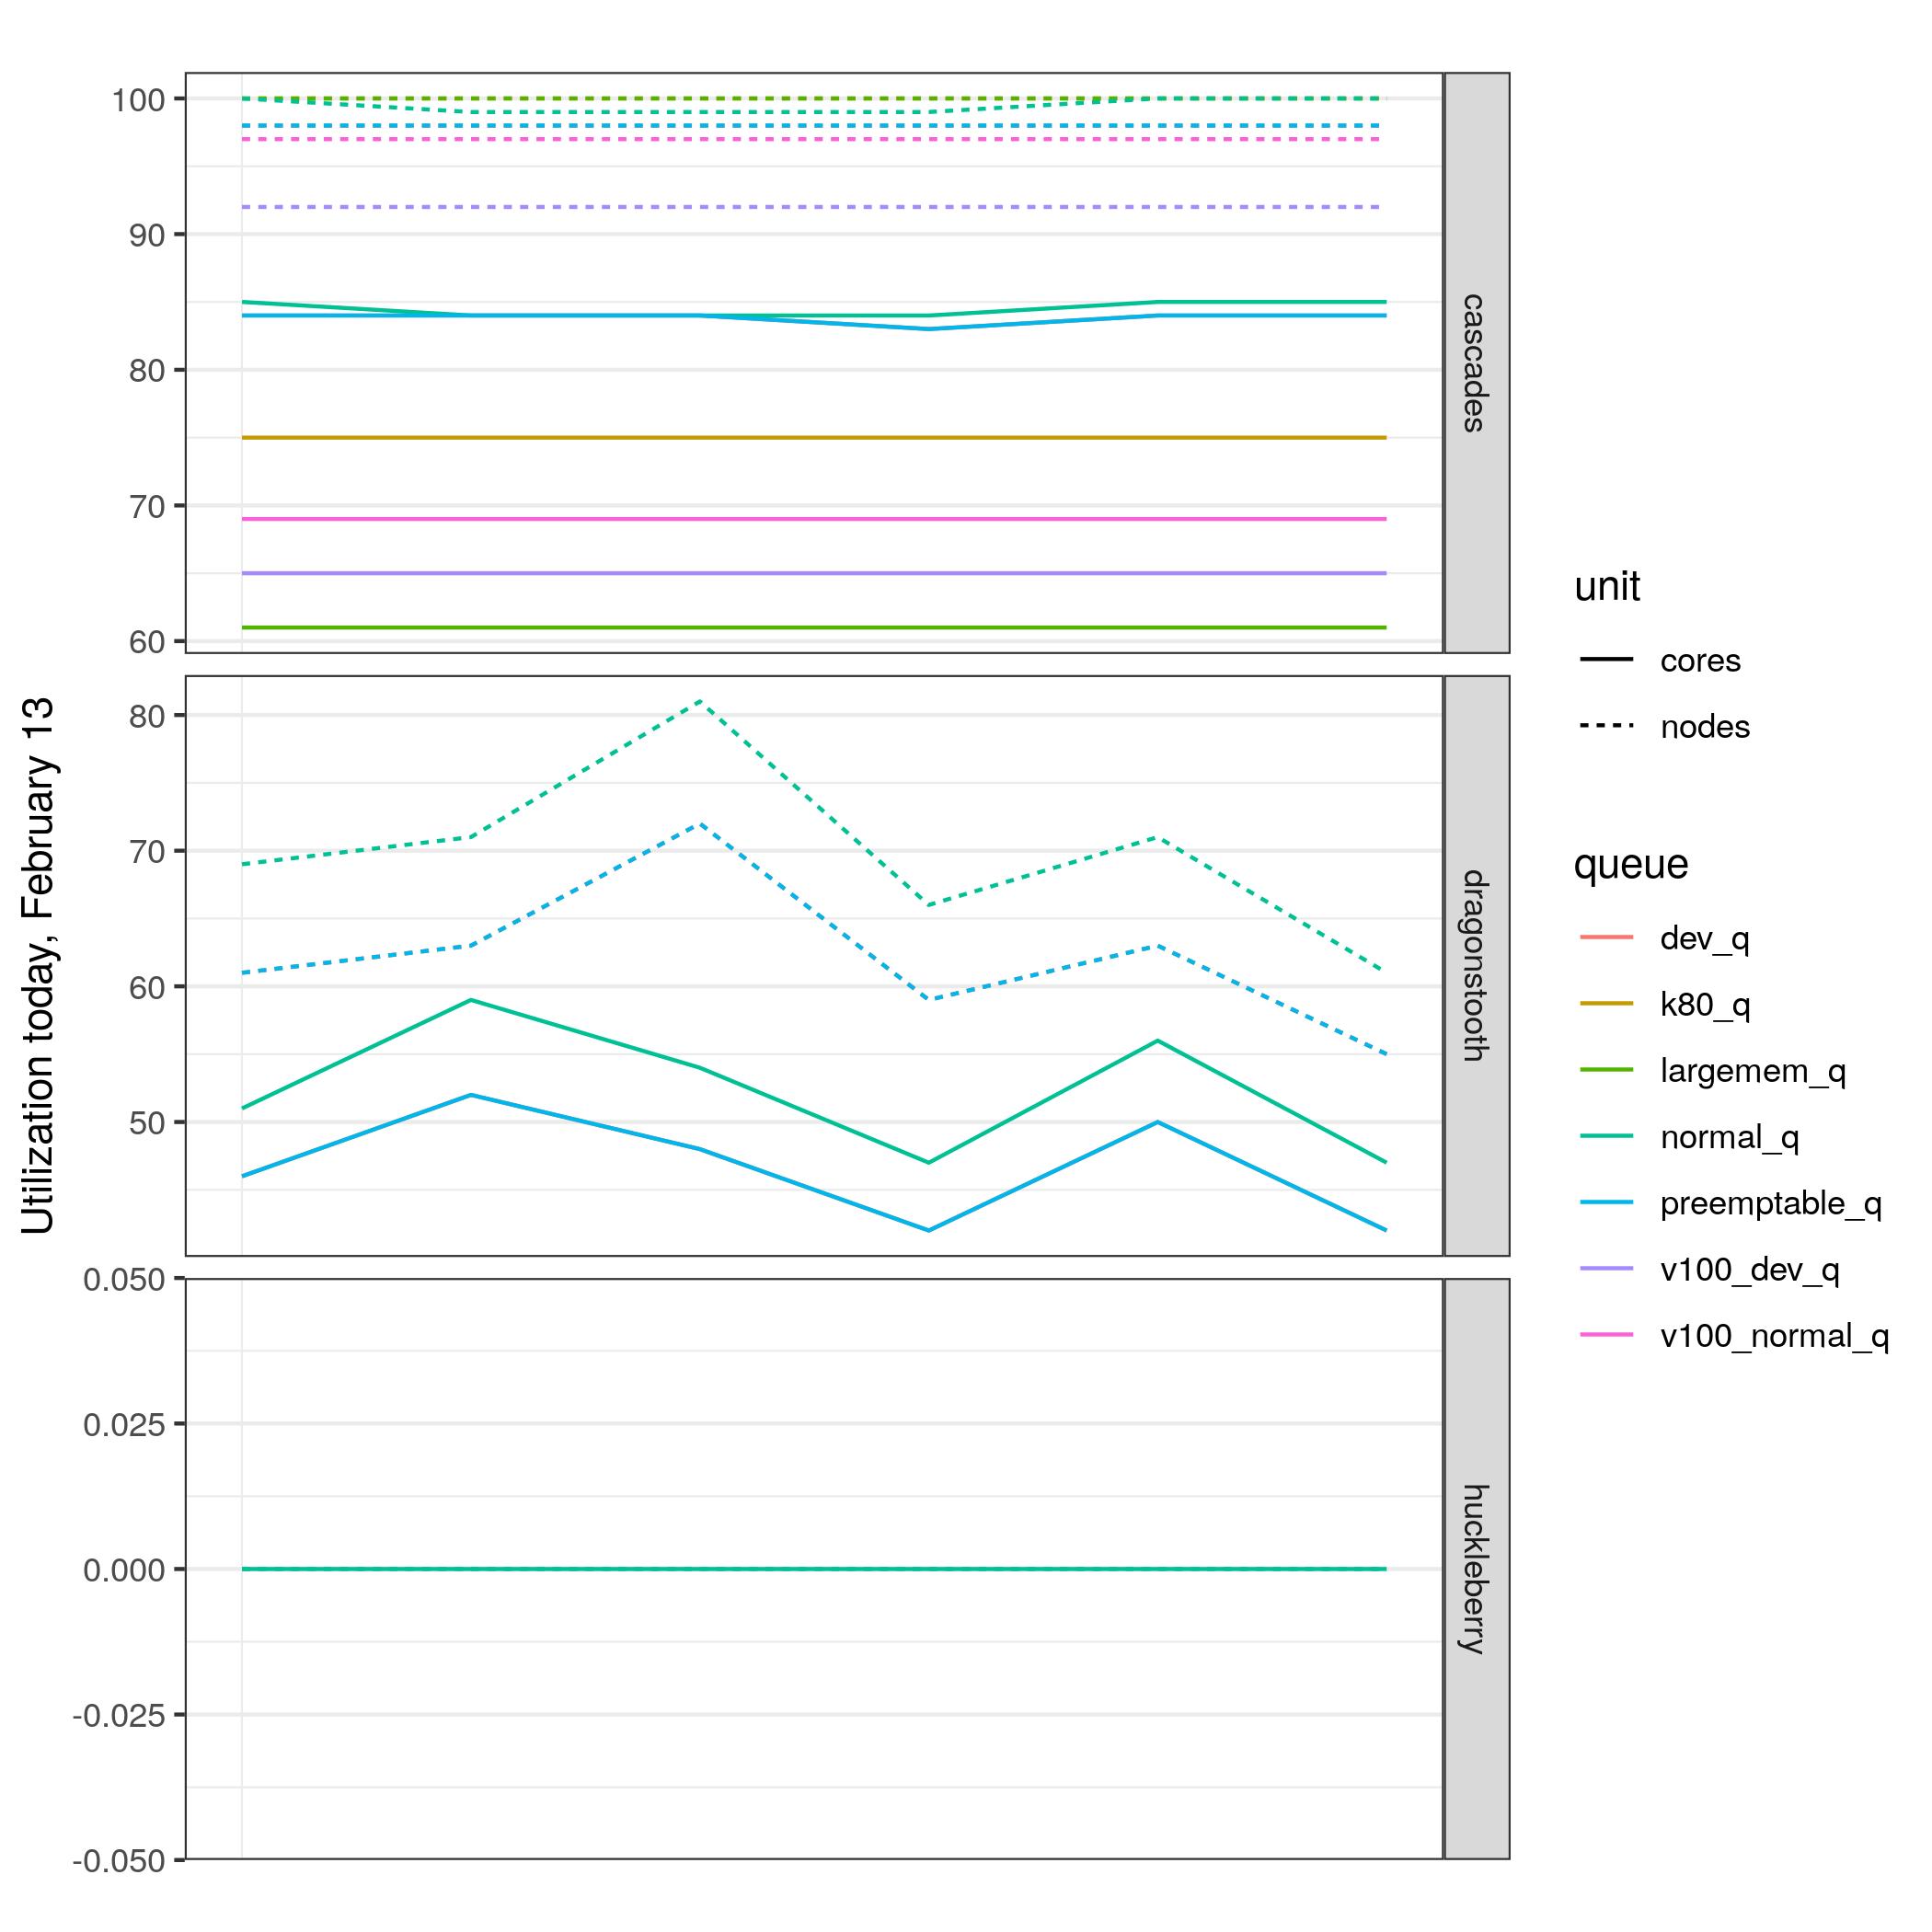 Utilization today, February 13
100
90
80
70
60
cascades
80
70
60
50
dragonstooth
0.050
0.025
0.000
-0.025
-0.050
huckleberry
unit
cores
nodes
queue
dev_q
k80_q
largemem_q
normal_q
preemptable_q
v100_dev_q
v100_normal_q